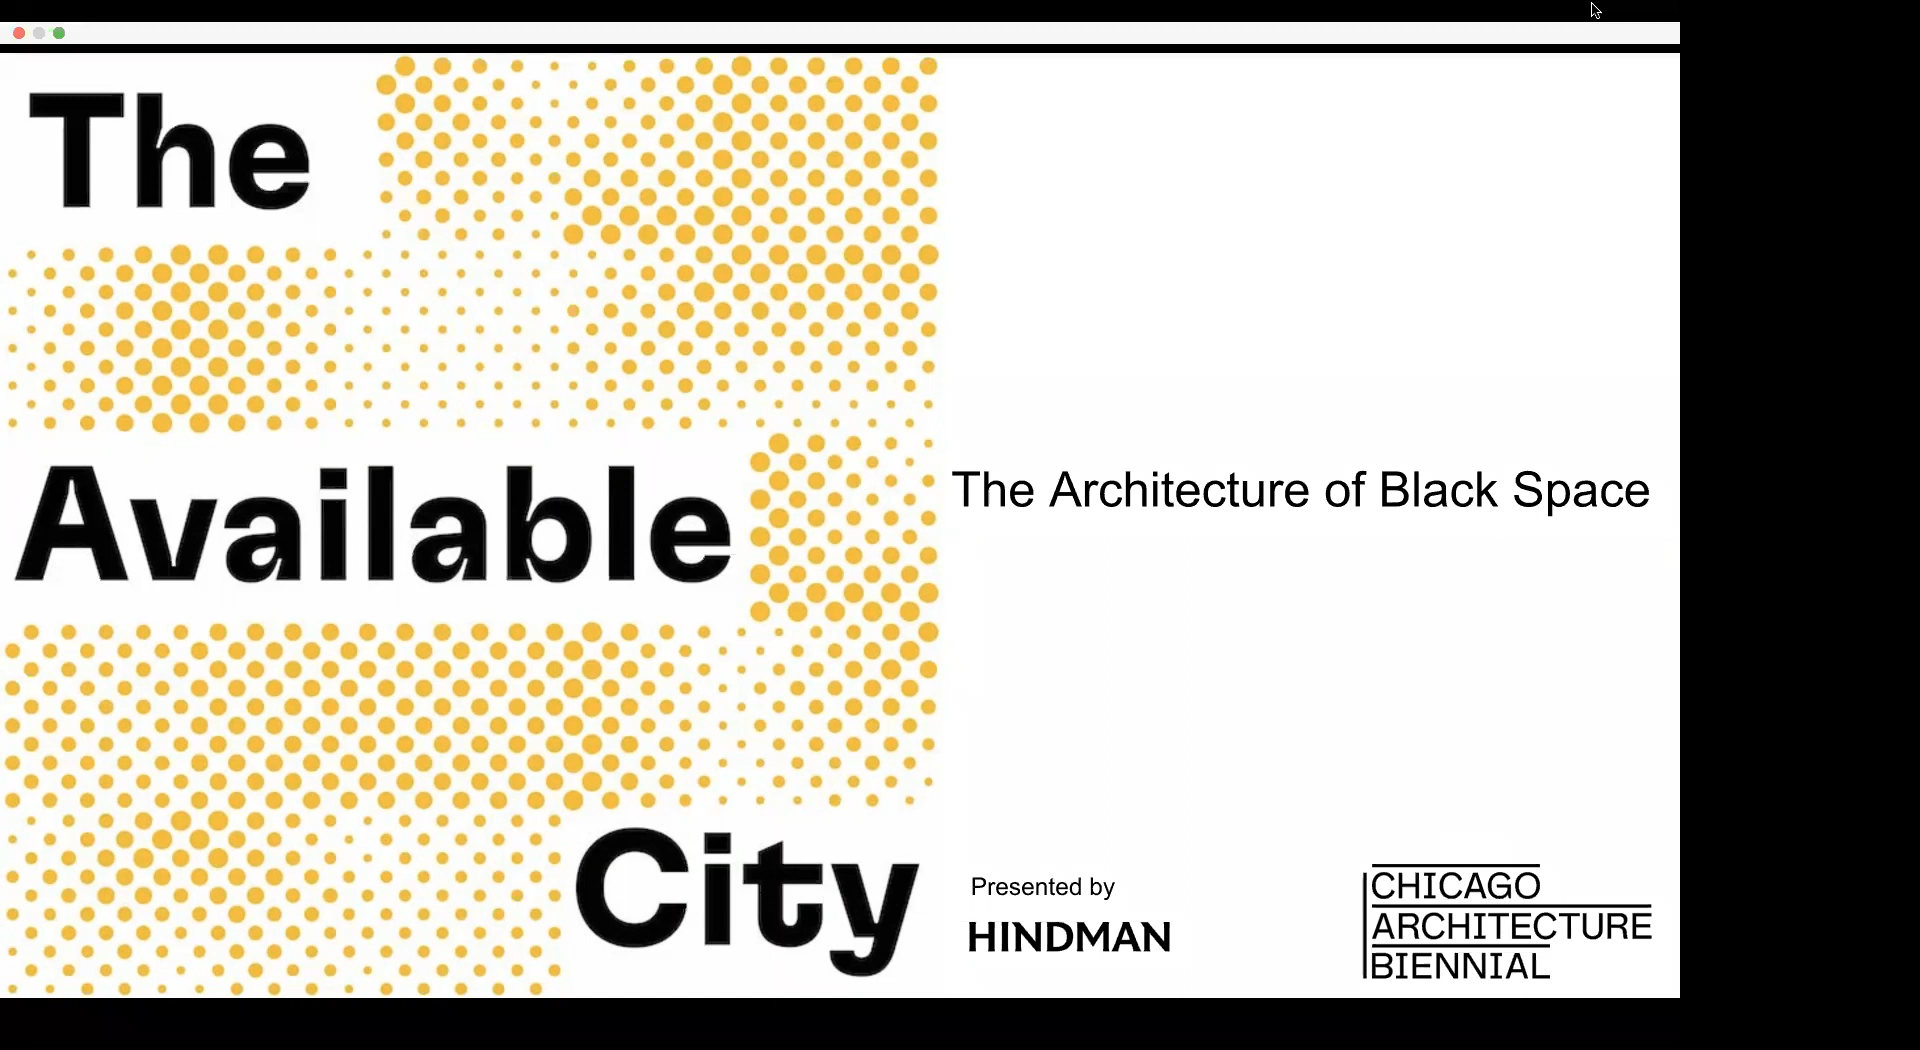 The
Available
City
The Architecture of Black Space
Presented by
HINDMAN
CHICAGO
ARCHITECTURE
BIENNIAL